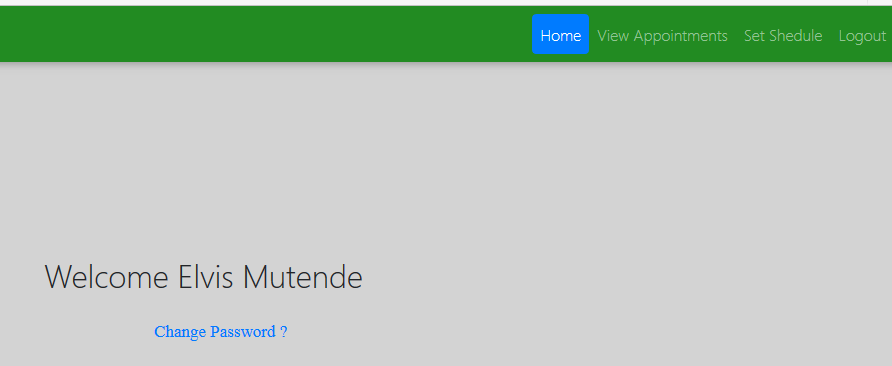 Home View Appointments Set Shedule Logout
Welcome Elvis Mutende
Change Password ?